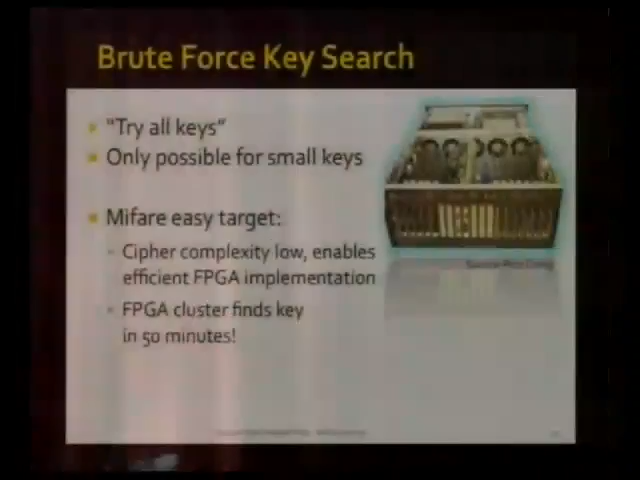 Brute Force Key Search
"Try all keys"
Only possible for small keys
Mifare easy target:
Cipher complexity low, enables
efficient FPGA implementation
FPGA cluster finds key
in 50 minutes!